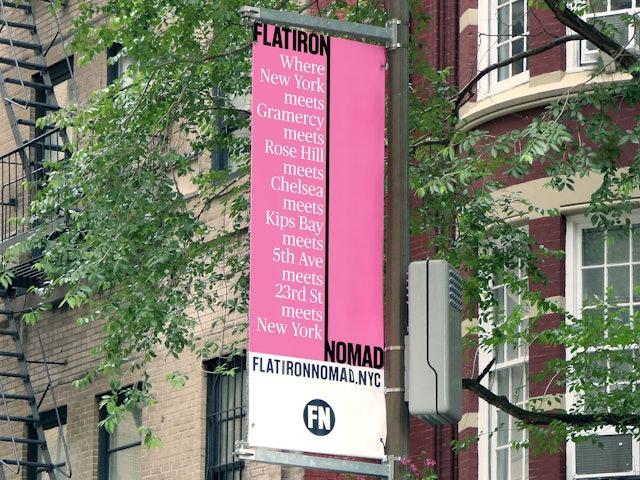 FLATIRON
Where
New York
meets
Gramercy
meets
Rose Hill
meets
Chelsea
meets
Kips Bay
meets
5th Ave
meets
23rd St
meets
New York
NOMAD
FLATIRONNOMAD.NYC
FN